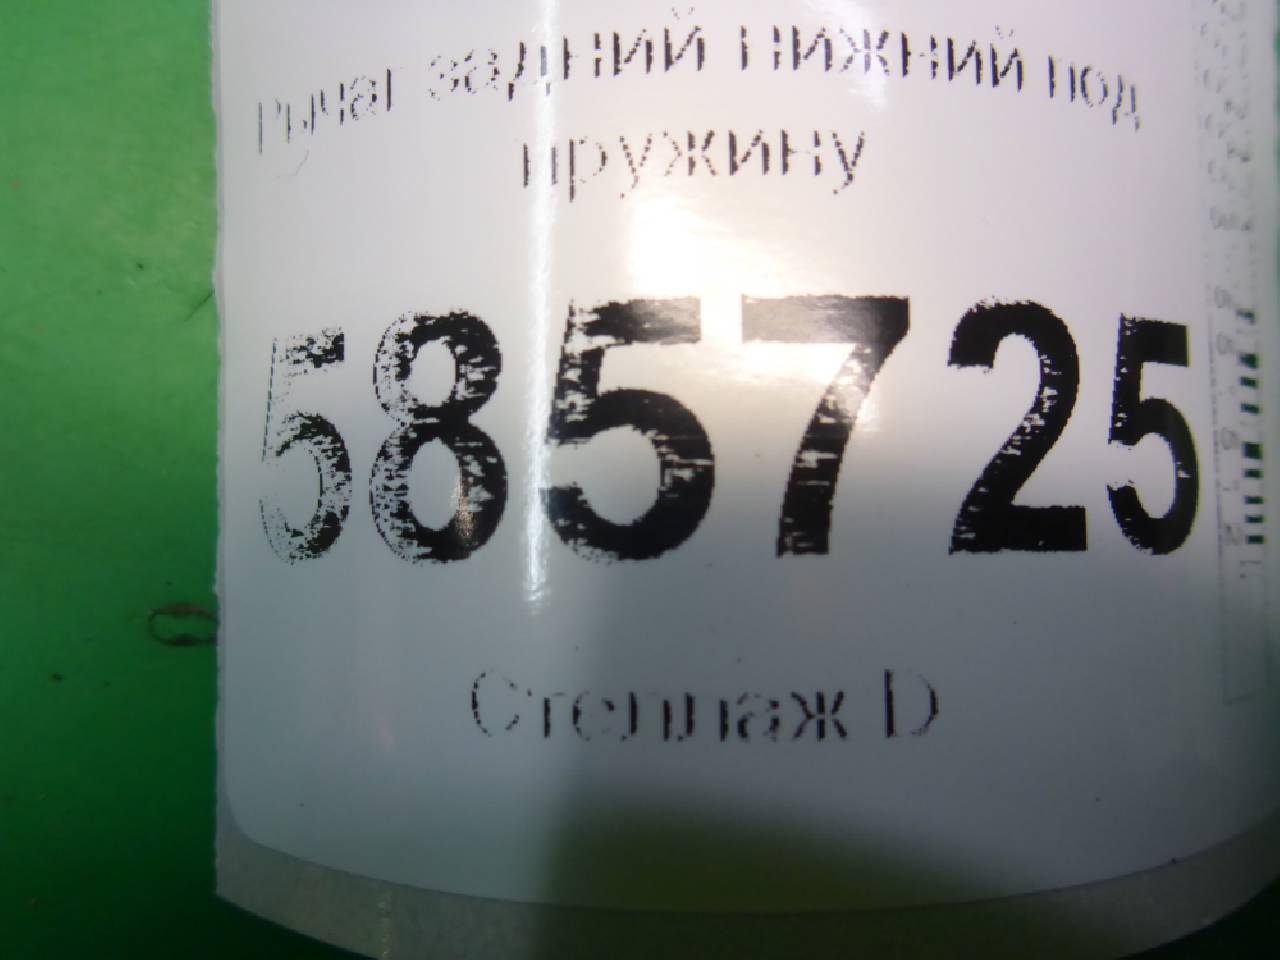 Рычаг задний нижний под
пружину
585725
Стеллаж D